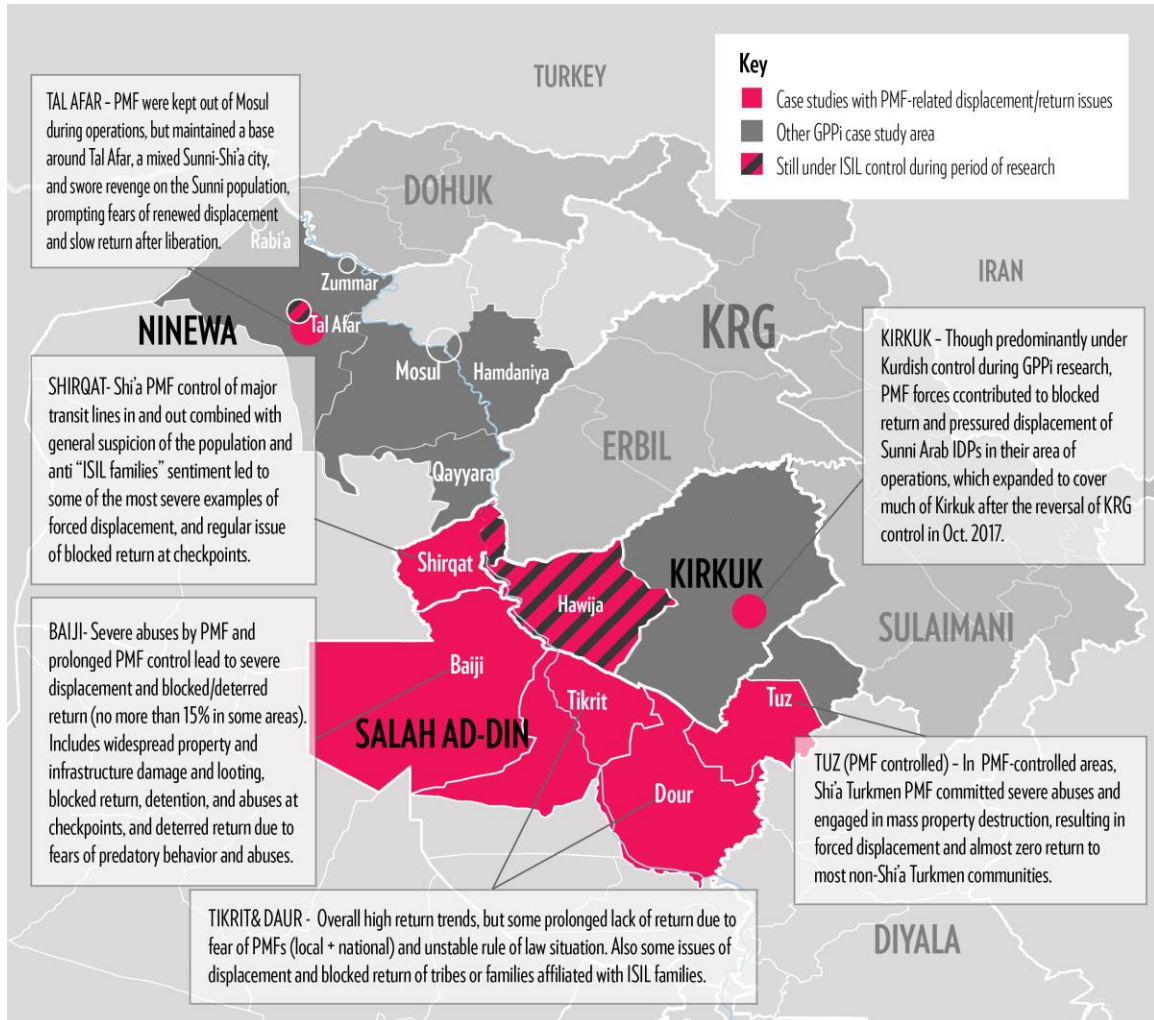 TURKEY
Key
Case studies with PMF-related displacement/return issues
Other GPPi case study area
Still under ISIL control during period of research
TAL AFAR – PMF were kept out of Mosul
during operations, but maintained a base
around Tal Afar, a mixed Sunni-Shi'a city,
and swore revenge on the Sunni population,
prompting fears of renewed displacement
and slow return after liberation.
DOHUK
IRAN
Rabi'a
Zummar
Tal Afar
NINEWA
Mosul
Hamdaniya
KRG
SHIRQAT- Shi'a PMF control of major
transit lines in and out combined with
general suspicion of the population and
anti "ISIL families" sentiment led to
some of the most severe examples of
forced displacement, and regular issue
of blocked return at checkpoints.
KIRKUK – Though predominantly under
Kurdish control during GPPi research,
PMF forces ccontributed to blocked
return and pressured displacement of
Sunni Arab IDPs in their area of
operations, which expanded to cover
much of Kirkuk after the reversal of KRG
control in Oct. 2017.
ERBIL
Qayyara
Shirqat
Hawija
KIRKUK
SULAIMANI
BAIJI- Severe abuses by PMF and
prolonged PMF control lead to severe
displacement and blocked/deterred
return (no more than 15% in some areas).
Includes widespread property and
infrastructure damage and looting,
blocked return, detention, and abuses at
checkpoints, and deterred return due to
fears of predatory behavior and abuses.
Baiji
Tikrit
Tuz
SALAH AD-DIN
Dour
TUZ (PMF controlled) – In PMF-controlled areas,
Shi'a Turkmen PMF committed severe abuses and
engaged in mass property destruction, resulting in
forced displacement and almost zero return to
most non-Shi'a Turkmen communities.
TIKRIT& DAUR - Overall high return trends, but some prolonged lack of return due to
fear of PMFs (local + national) and unstable rule of law situation. Also some issues of
displacement and blocked return of tribes or families affiliated with ISIL families.
DIYALA